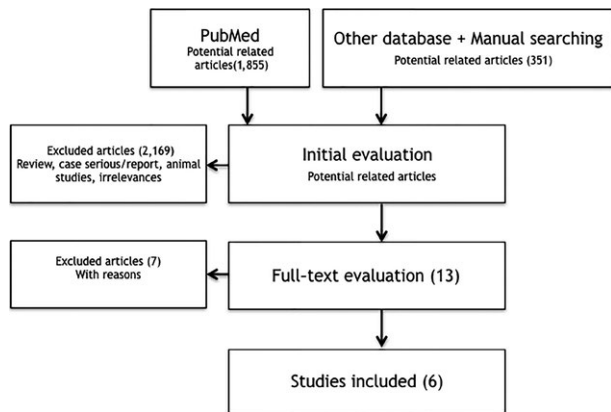 PubMed
Potential related
articles(1,855)
Other database + Manual searching
Potential related articles (351)
Excluded articles (2,169)
Review, case serious/report, animal
studies, irrelevances
Initial evaluation
Potential related articles
Excluded articles (7)
With reasons
Full-text evaluation (13)
Studies included (6)